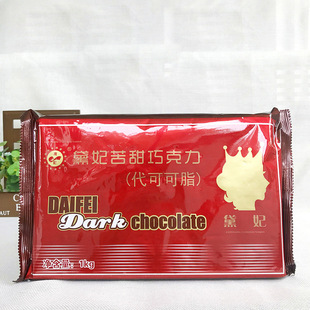 黛妃苦甜巧克力
(代可可脂)
DAIFEI
Dark chocolate
黛妃
净含量：1kg